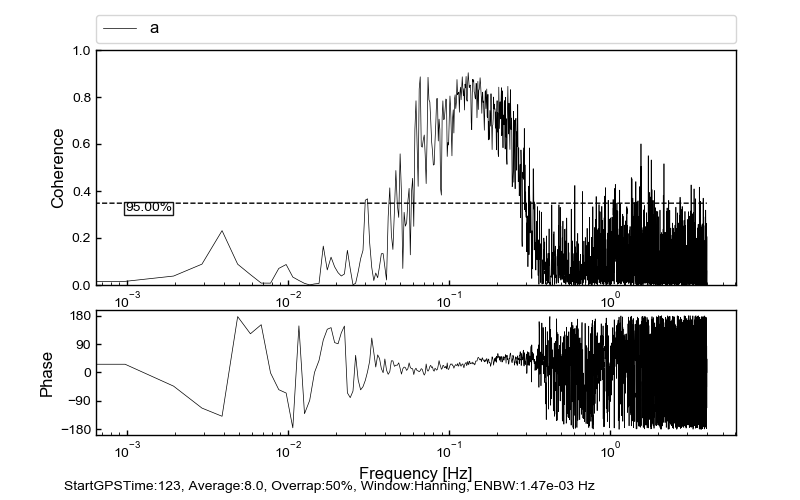 a
1.0
0.8
0.6
0.4
0.2
0.0
Coherence
95.00%
10⁻³ 10⁻² 10⁻¹ 10⁰
180
90
0
−90
−180
Phase
10⁻³ 10⁻² 10⁻¹ 10⁰
Frequency [Hz]
StartGPSTime:123, Average:8.0, Overrap:50%, Window:Hanning, ENBW:1.47e-03 Hz